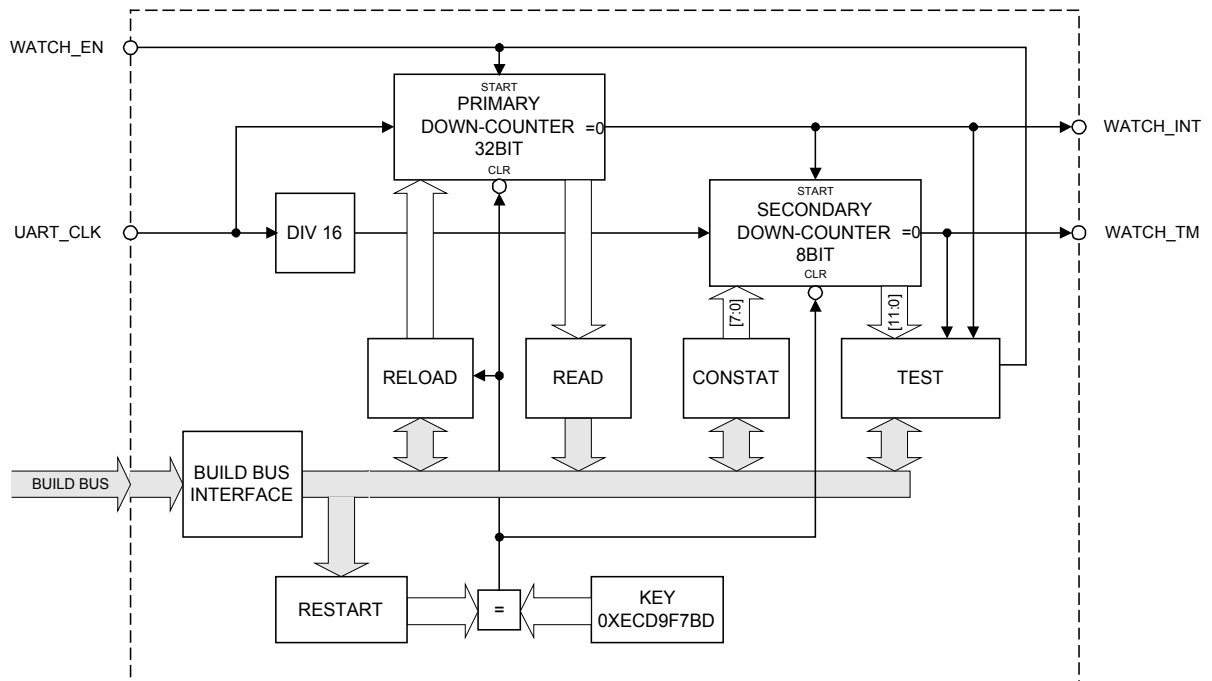 WATCH_EN
START
PRIMARY
DOWN-COUNTER =0
32BIT
CLR
WATCH_INT
START
SECONDARY
DOWN-COUNTER =0
8BIT
CLR
UART_CLK
DIV 16
WATCH_TM
[7:0]
[11:0]
RELOAD
READ
CONSTAT
TEST
BUILD BUS
BUILD BUS
INTERFACE
RESTART
=
KEY
0XECD9F7BD